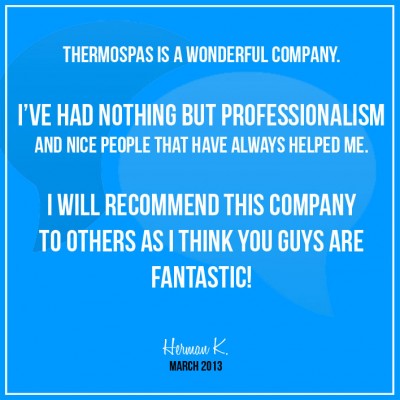 THERMOSPAS IS A WONDERFUL COMPANY.
I'VE HAD NOTHING BUT PROFESSIONALISM
AND NICE PEOPLE THAT HAVE ALWAYS HELPED ME.
I WILL RECOMMEND THIS COMPANY
TO OTHERS AS I THINK YOU GUYS ARE
FANTASTIC!
Herman K.
MARCH 2013